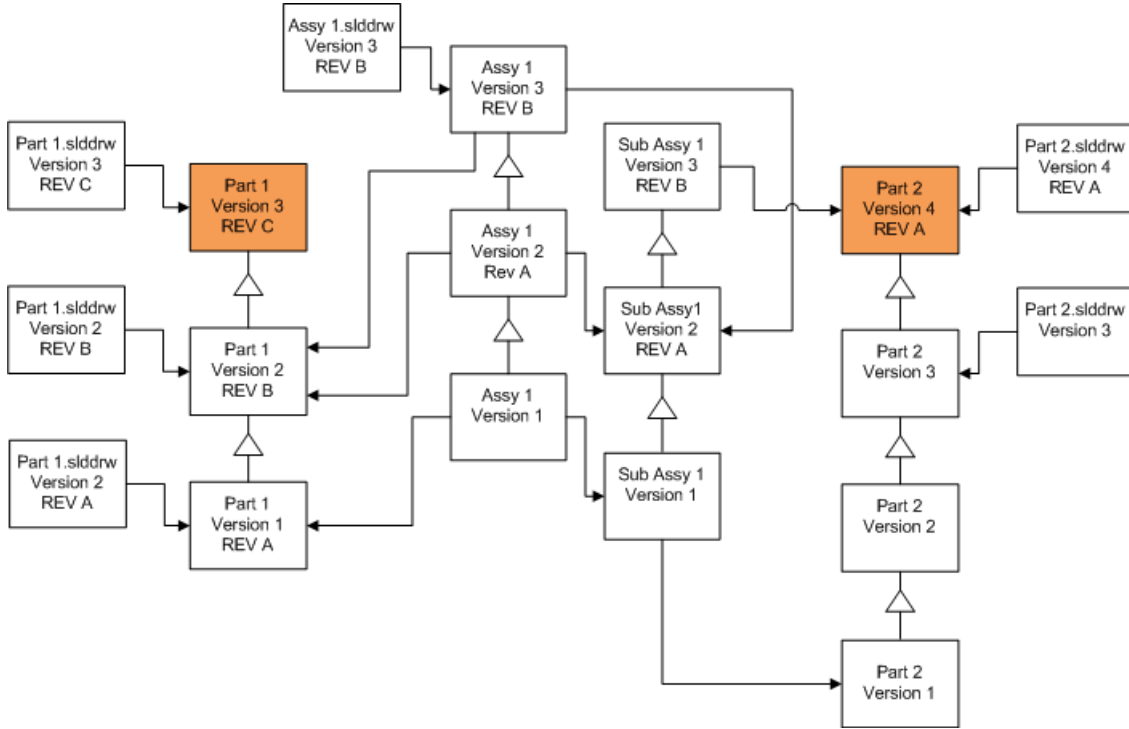 Assy 1.slddrw
Version 3
REV B
Assy 1
Version 3
REV B
Part 1.slddrw
Version 3
REV C
Part 1
Version 3
REV C
Sub Assy 1
Version 3
REV B
Part 2
Version 4
REV A
Part 2.slddrw
Version 4
REV A
Assy 1
Version 2
Rev A
Part 1.slddrw
Version 2
REV B
Part 1
Version 2
REV B
Sub Assy1
Version 2
REV A
Part 2
Version 3
Part 2.slddrw
Version 3
Assy 1
Version 1
Part 1.slddrw
Version 2
REV A
Part 1
Version 1
REV A
Sub Assy 1
Version 1
Part 2
Version 2
Part 2
Version 1